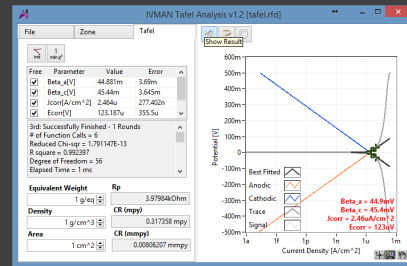 IVMAN Tafel Analysis v1.2 [tafel.rfd]
File Zone Tafel
Show Result
Init 1 ming²
Free Parameter Value Error
Beta_a[V] 44.881m 3.69m
Beta_c[V] 45.44m 3.645m
Jcorr[A/cm^2] 2.464u 277.402n
Econ[V] 123.187u 355.5u
3rd: Successfully Finished - 1 Rounds
# of Function Calls = 6
Reduced Chi-sqr = 1.79114?E-13
R square = 0.992397
Degree of Freedom = 56
Elapsed Time = 1 ms
Equivalent Weight Rp
1 g/eq 3.97984kOhm
Density CR (mpy)
1 g/cm^3 0.317358 mpy
Area CR (mmpy)
1 cm^2 0.00806207 mmpy
600m
500m
400m
300m
200m
100m
0
-100m
-200m
-300m
-400m
-500m
Potential [V]
Best Fitted
Anodic
Cathodic
Trace
Signal
Beta_a = 44.9mV
Beta_c = 45.4mV
Jcorr = 2.46uA/cm^2
Ecorr = 123uV
1a 1f 1p 1n 1u 1m
Current Density [A/cm^2]